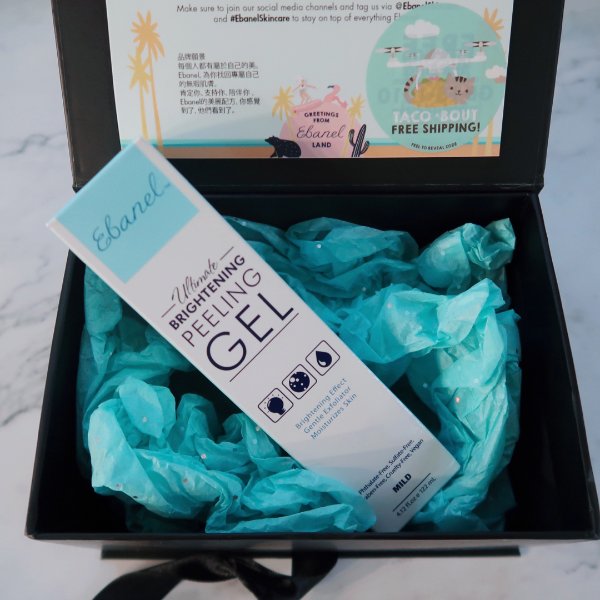 Make sure to join our social media channels and tag us via
and #EbanelSkincare to stay on top of everything
品牌願景
每個人都有屬於自己的美。
Ebanel, 為你找回專屬自己
的無瑕肌膚。
肯定你、支持你、陪伴你,
Ebanel的美麗配方, 你感覺
到了, 他們看到了。
GREETINGS
FROM
Ebanel
LAND
TACO 'BOUT
FREE SHIPPING!
PEEL TO REVEAL CODE
Ebanel
Ultimate
BRIGHTENING
PEELING
GEL
Brightening Effect
Gentle Exfoliator
Moisturizes Skin
Phthalate-Free, Sulfate-Free,
Paraben-Free, Cruelty-Free, Vegan
MILD
4.12 fl.oz e 122 mL